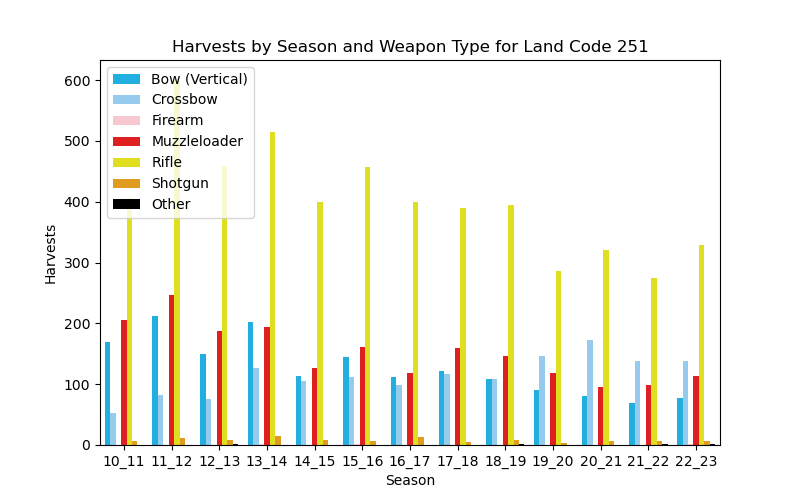 Harvests by Season and Weapon Type for Land Code 251
Bow (Vertical)
Crossbow
Firearm
Muzzleloader
Rifle
Shotgun
Other
Harvests
600
500
400
300
200
100
0
10_11 11_12 12_13 13_14 14_15 15_16 16_17 17_18 18_19 19_20 20_21 21_22 22_23
Season